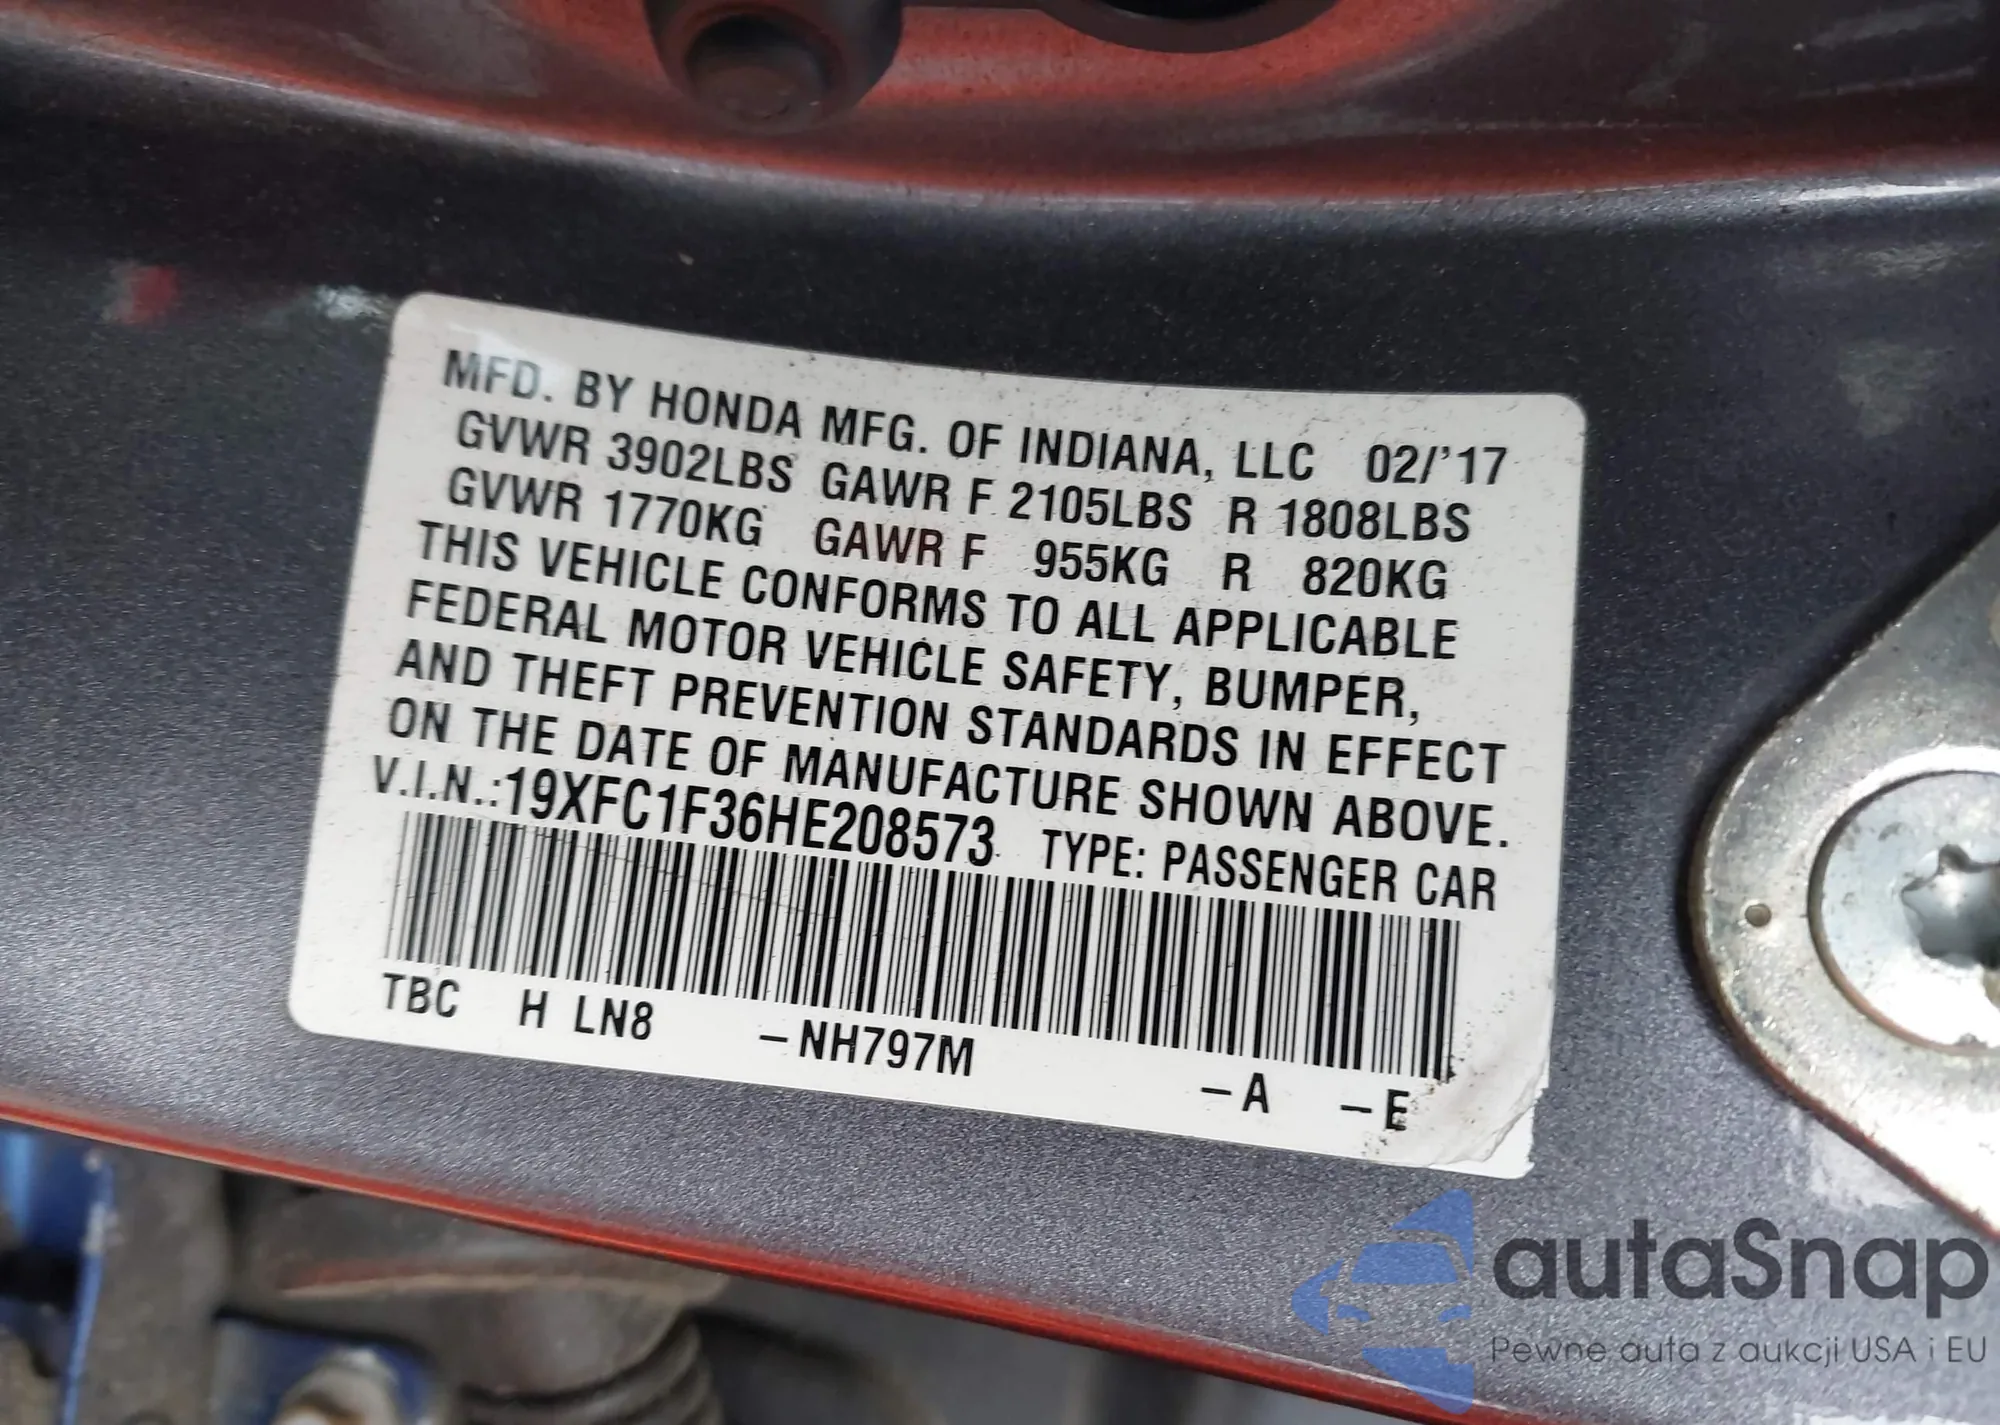 MFD. BY HONDA MFG. OF INDIANA, LLC 02/'17
GVWR 3902LBS GAWR F 2105LBS R 1808LBS
GVWR 1770KG GAWR F 955KG R 820KG
THIS VEHICLE CONFORMS TO ALL APPLICABLE
FEDERAL MOTOR VEHICLE SAFETY, BUMPER,
AND THEFT PREVENTION STANDARDS IN EFFECT
ON THE DATE OF MANUFACTURE SHOWN ABOVE.
V.I.N.:19XFC1F36HE208573 TYPE: PASSENGER CAR
TBC H LN8 –NH797M –A –E
autaSnap
Pewne auta z aukcji USA i EU